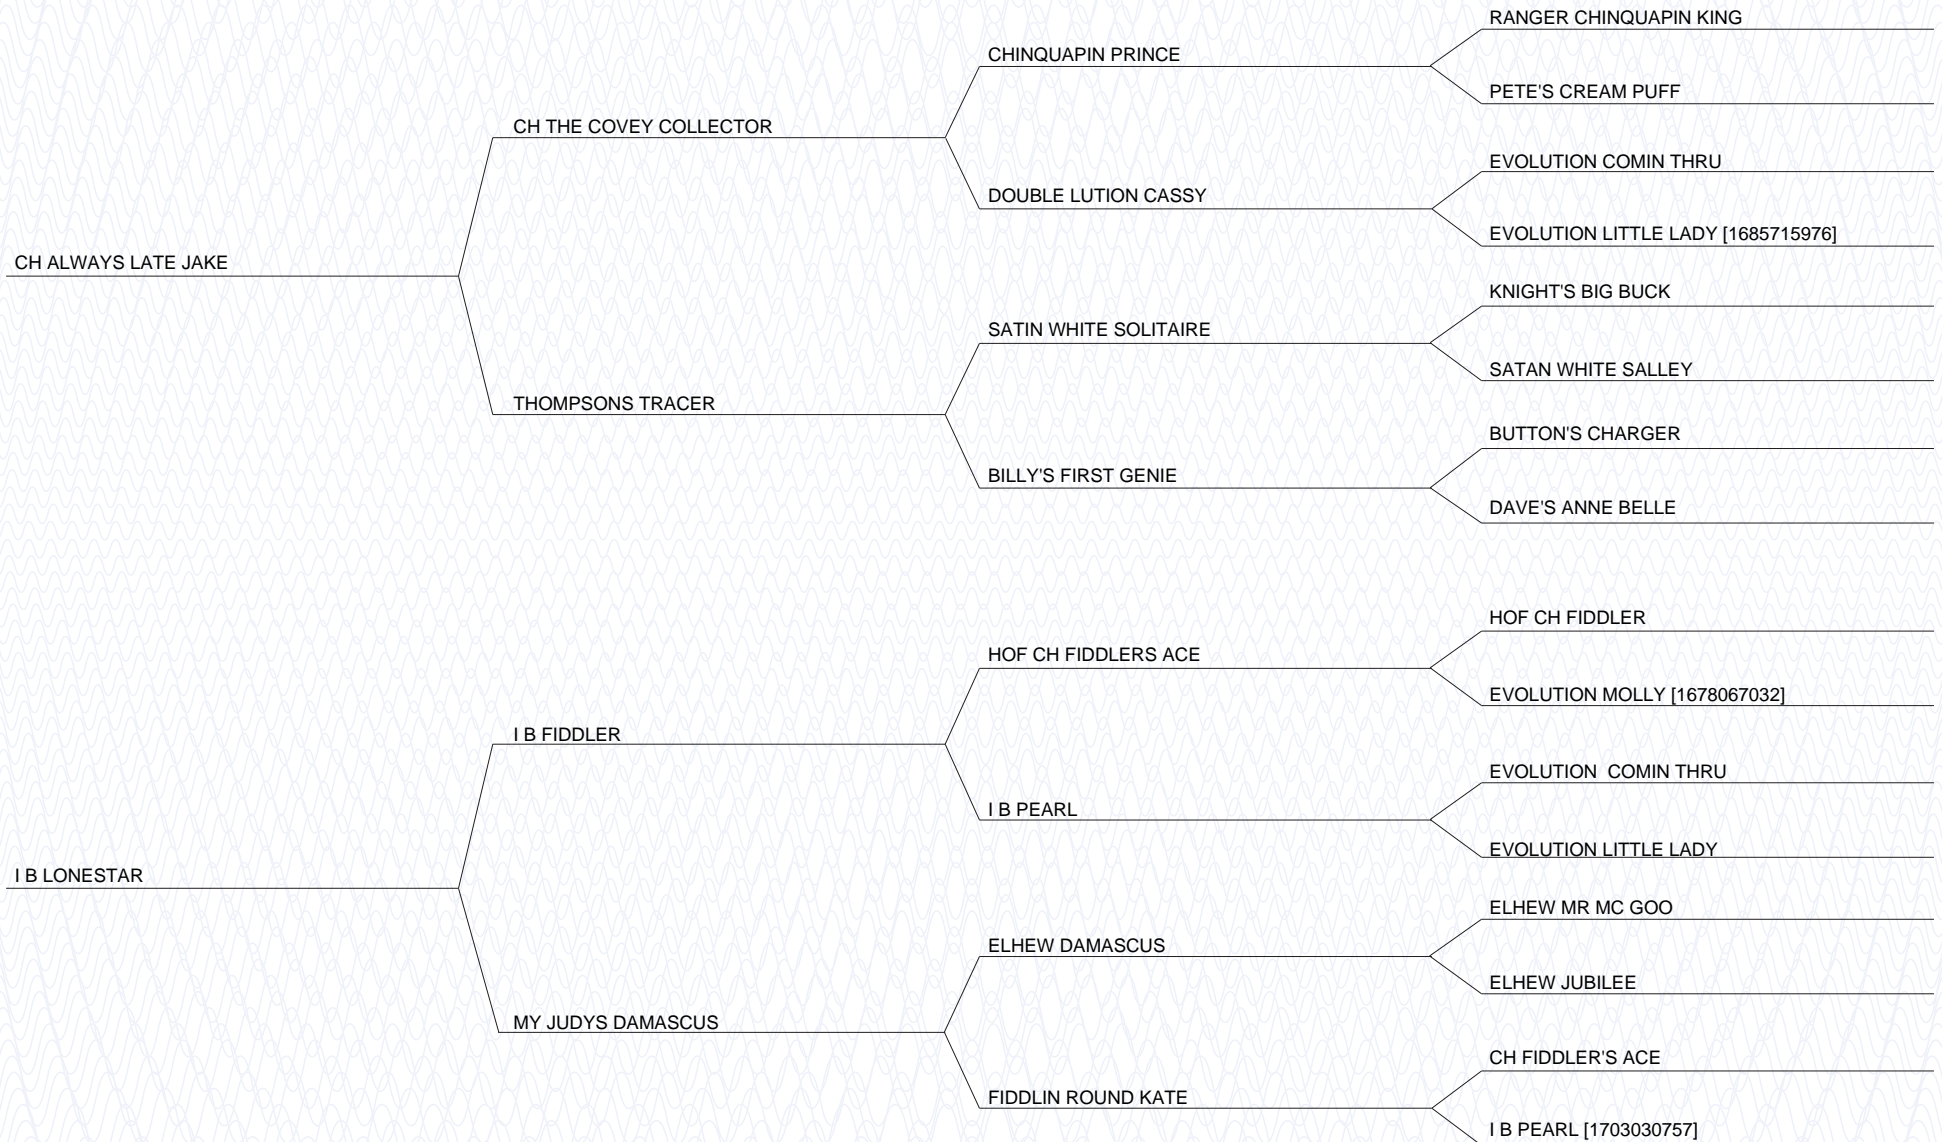 RANGER CHINQUAPIN KING
CHINQUAPIN PRINCE
PETE'S CREAM PUFF
CH THE COVEY COLLECTOR
EVOLUTION COMIN THRU
DOUBLE LUTION CASSY
EVOLUTION LITTLE LADY [1685715976]
CH ALWAYS LATE JAKE
KNIGHT'S BIG BUCK
SATIN WHITE SOLITAIRE
SATAN WHITE SALLEY
THOMPSONS TRACER
BUTTON'S CHARGER
BILLY'S FIRST GENIE
DAVE'S ANNE BELLE
HOF CH FIDDLER
HOF CH FIDDLERS ACE
EVOLUTION MOLLY [1678067032]
I B FIDDLER
EVOLUTION  COMIN THRU
I B PEARL
EVOLUTION LITTLE LADY
I B LONESTAR
ELHEW MR MC GOO
ELHEW DAMASCUS
ELHEW JUBILEE
MY JUDYS DAMASCUS
CH FIDDLER'S ACE
FIDDLIN ROUND KATE
I B PEARL [1703030757]